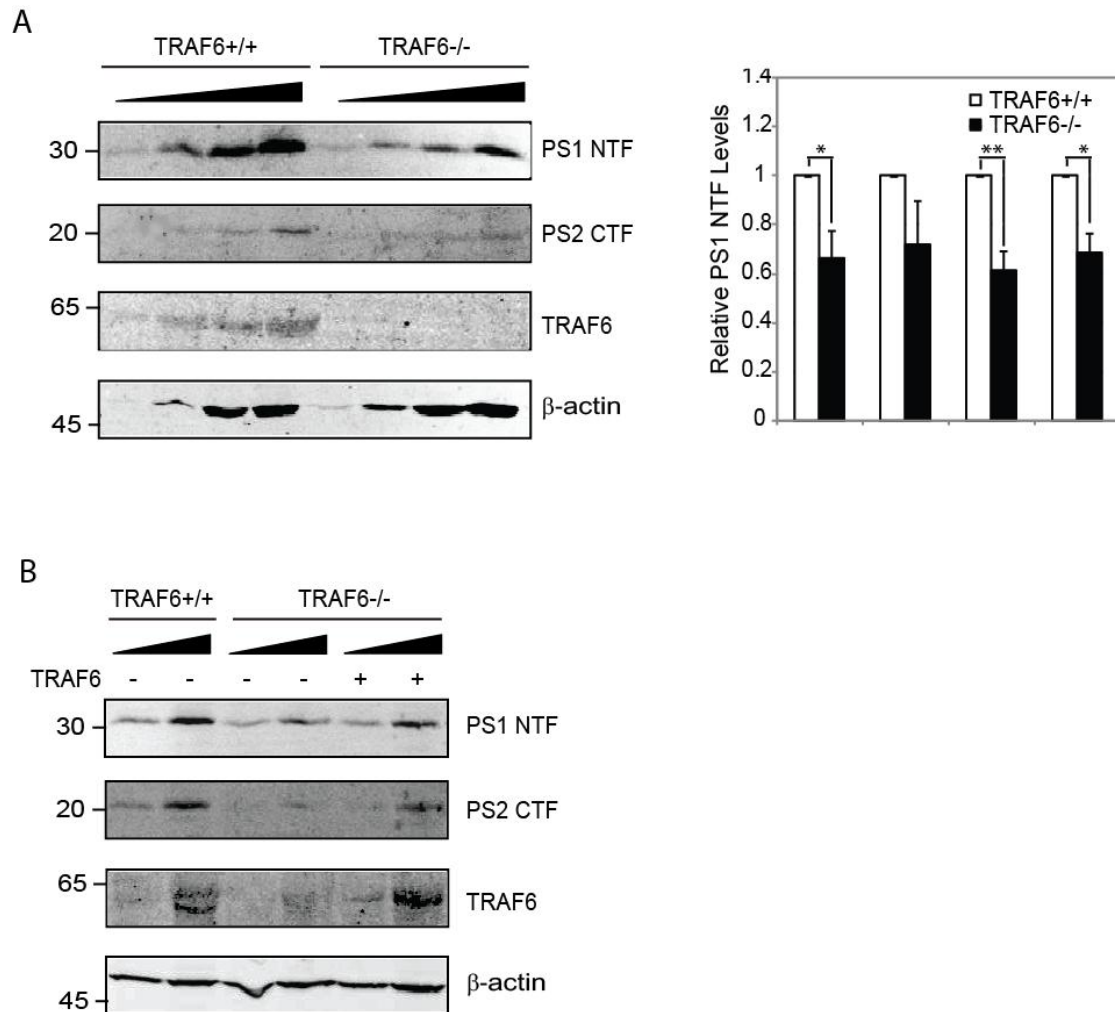 A
TRAF6+/+ TRAF6-/-
30 PS1 NTF
20 PS2 CTF
65 TRAF6
45 β-actin
Relative PS1 NTF Levels
1.4
1.2
1
0.8
0.6
0.4
0.2
0
TRAF6+/+
TRAF6-/-
* ** *
B
TRAF6+/+ TRAF6-/-
TRAF6 - - - - + +
30 PS1 NTF
20 PS2 CTF
65 TRAF6
45 β-actin